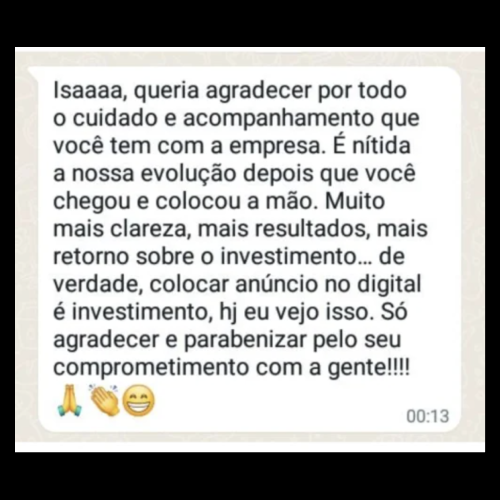 Isaaaa, queria agradecer por todo
o cuidado e acompanhamento que
você tem com a empresa. É nítida
a nossa evolução depois que você
chegou e colocou a mão. Muito
mais clareza, mais resultados, mais
retorno sobre o investimento... de
verdade, colocar anúncio no digital
é investimento, hj eu vejo isso. Só
agradecer e parabenizar pelo seu
comprometimento com a gente!!!!
🙏👏😁
00:13